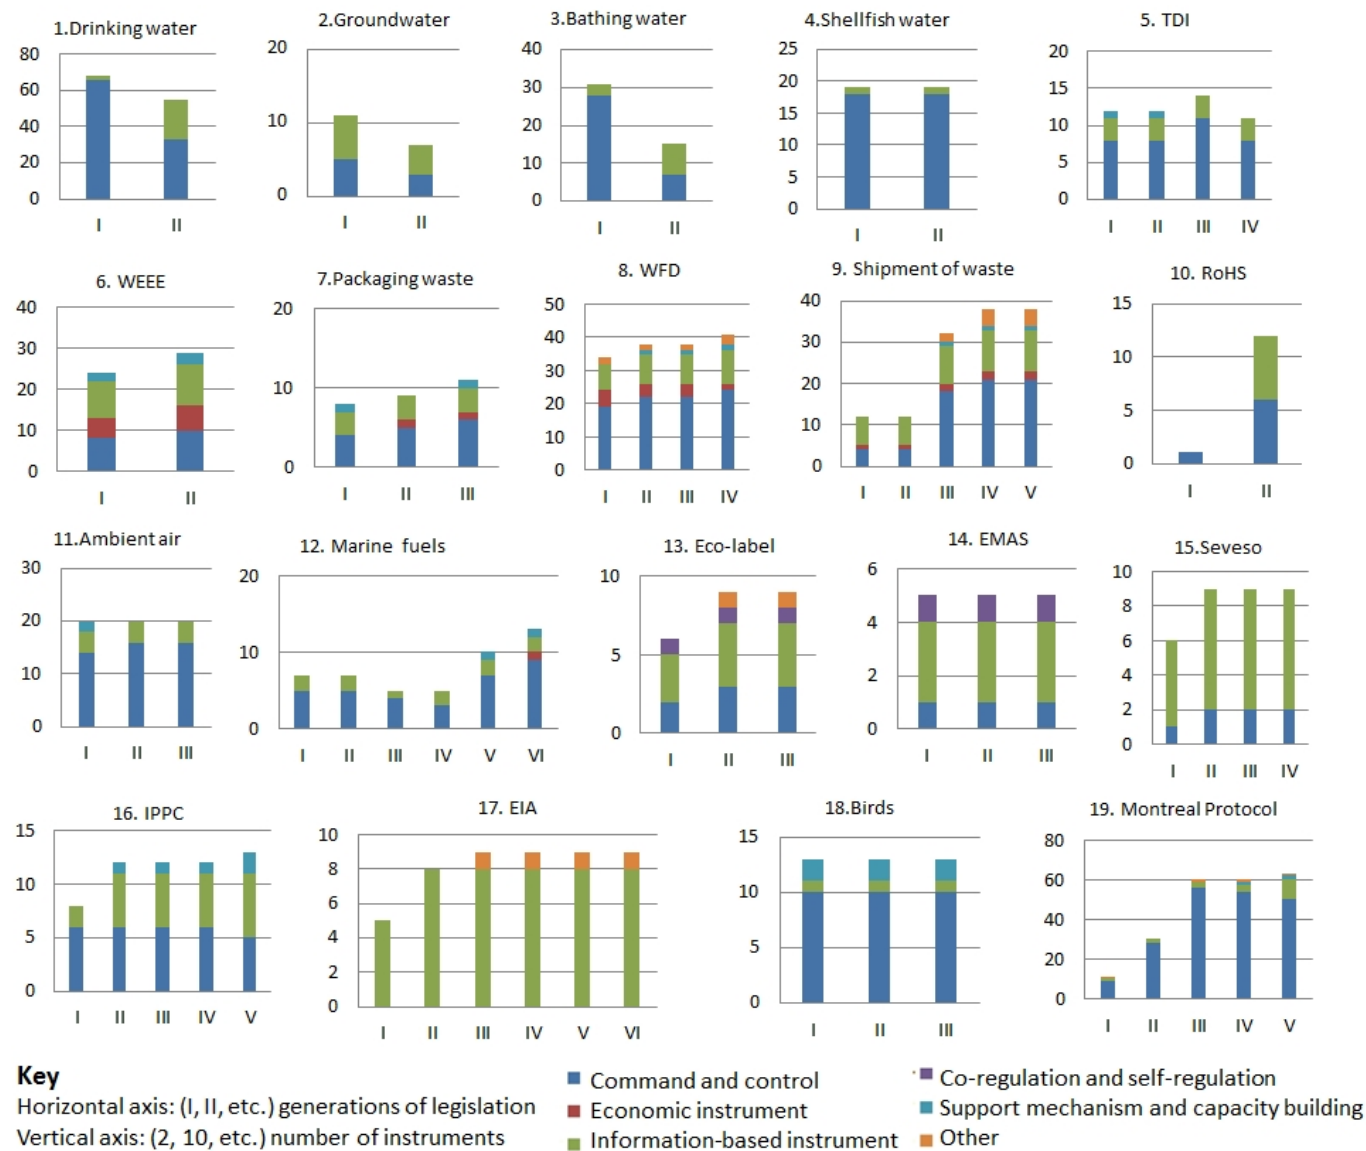 1.Drinking water
80
60
40
20
0
I II
2.Groundwater
20
10
0
I II
3.Bathing water
40
30
20
10
0
I II
4.Shellfish water
25
20
15
10
5
0
I II
5. TDI
20
15
10
5
0
I II III IV
6. WEEE
40
30
20
10
0
I II
7.Packaging waste
20
10
0
I II III
8. WFD
50
40
30
20
10
0
I II III IV
9. Shipment of waste
40
30
20
10
0
I II III IV V
10. RoHS
15
10
5
0
I II
11.Ambient air
30
20
10
0
I II III
12. Marine fuels
20
10
0
I II III IV V VI
13. Eco-label
10
5
0
I II III
14. EMAS
6
4
2
0
I II III
15.Seveso
10
8
6
4
2
0
I II III IV
16. IPPC
15
10
5
0
I II III IV V
17. EIA
10
8
6
4
2
0
I II III IV V VI
18.Birds
15
10
5
0
I II III
19. Montreal Protocol
80
60
40
20
0
I II III IV V
Key
Horizontal axis: (I, II, etc.) generations of legislation
Vertical axis: (2, 10, etc.) number of instruments
Command and control
Economic instrument
Information-based instrument
Co-regulation and self-regulation
Support mechanism and capacity building
Other